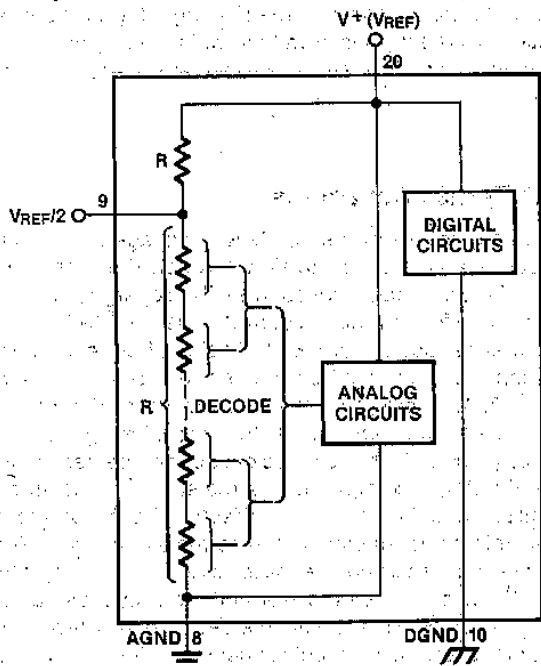 V+ (VREF)
20
R
9
VREF/2
DIGITAL
CIRCUITS
R
DECODE
ANALOG
CIRCUITS
AGND 8
DGND 10